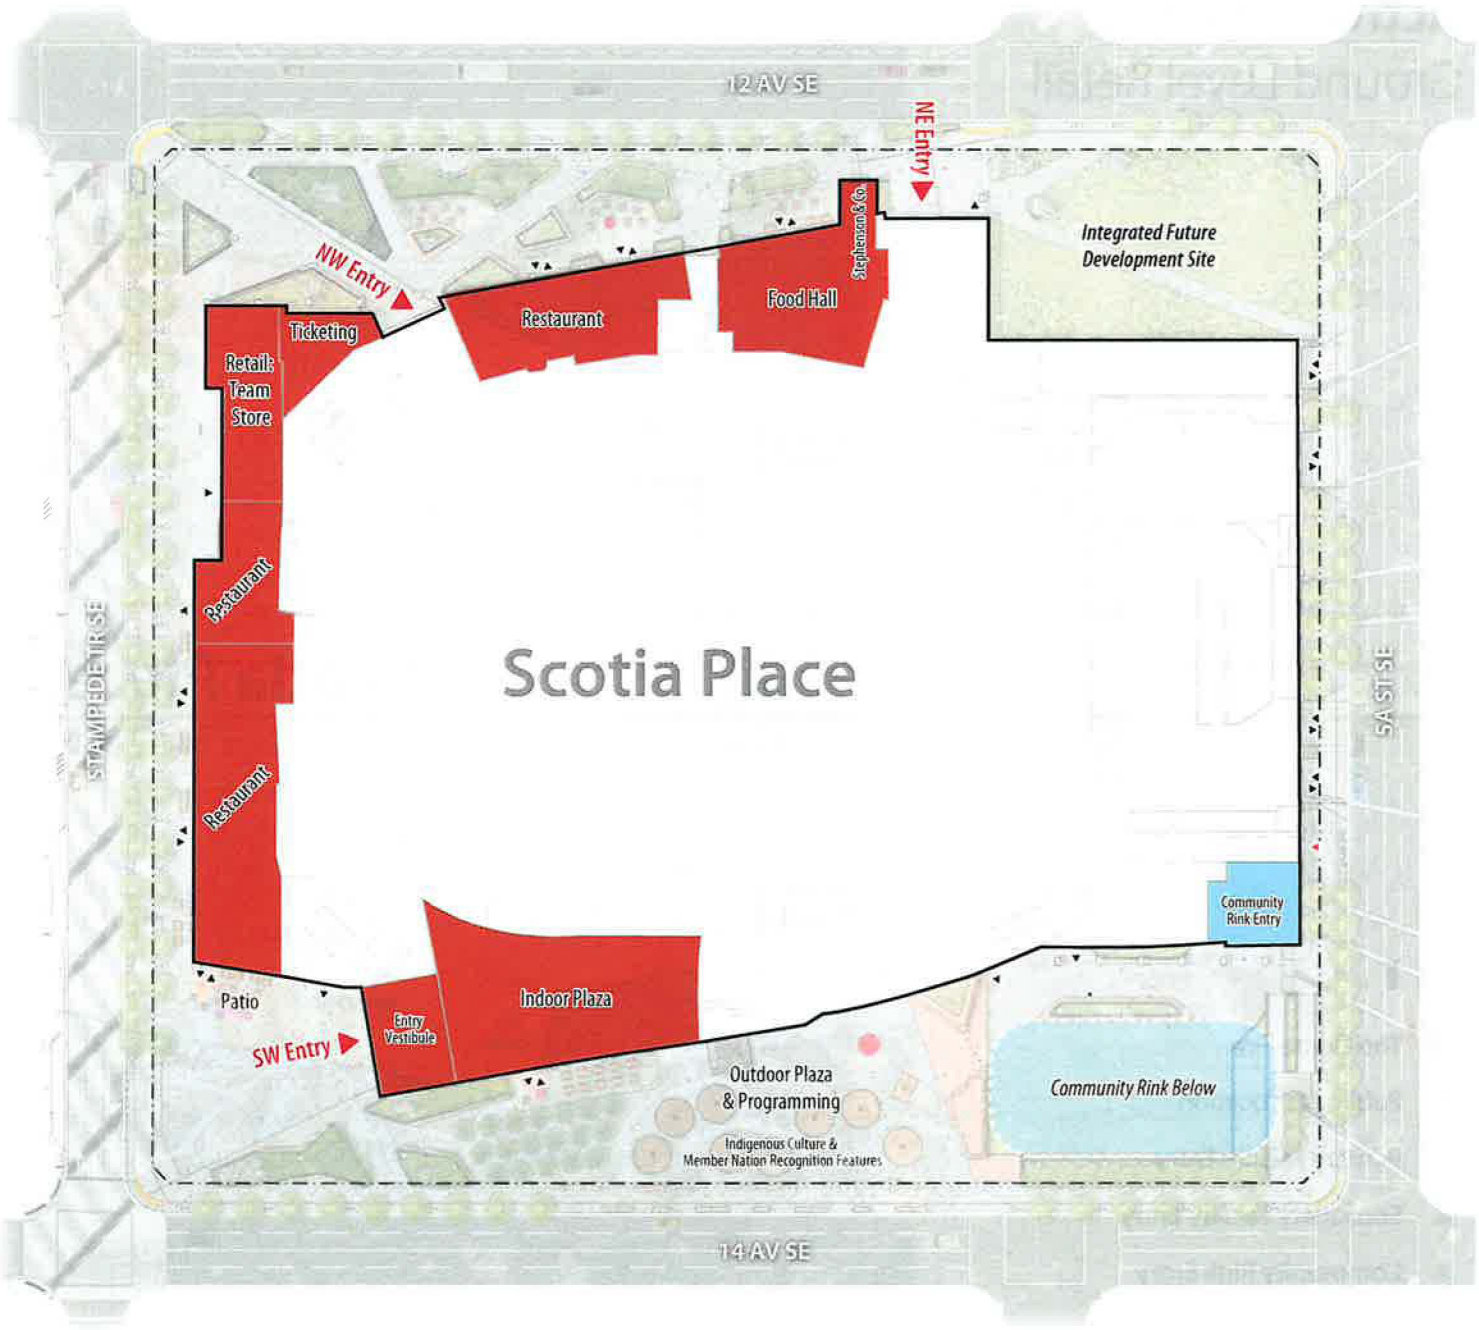 12 AV SE
NE Entry
Stephenson & Co.
Integrated Future
Development Site
NW Entry
Food Hall
Restaurant
Ticketing
Retail:
Team
Store
Restaurant
STAMPEDE TR SE
Scotia Place
5A ST SE
Restaurant
Community
Rink Entry
Patio
Indoor Plaza
Entry
Vestibule
SW Entry
Outdoor Plaza
& Programming
Community Rink Below
Indigenous Culture &
Member Nation Recognition Features
14 AV SE